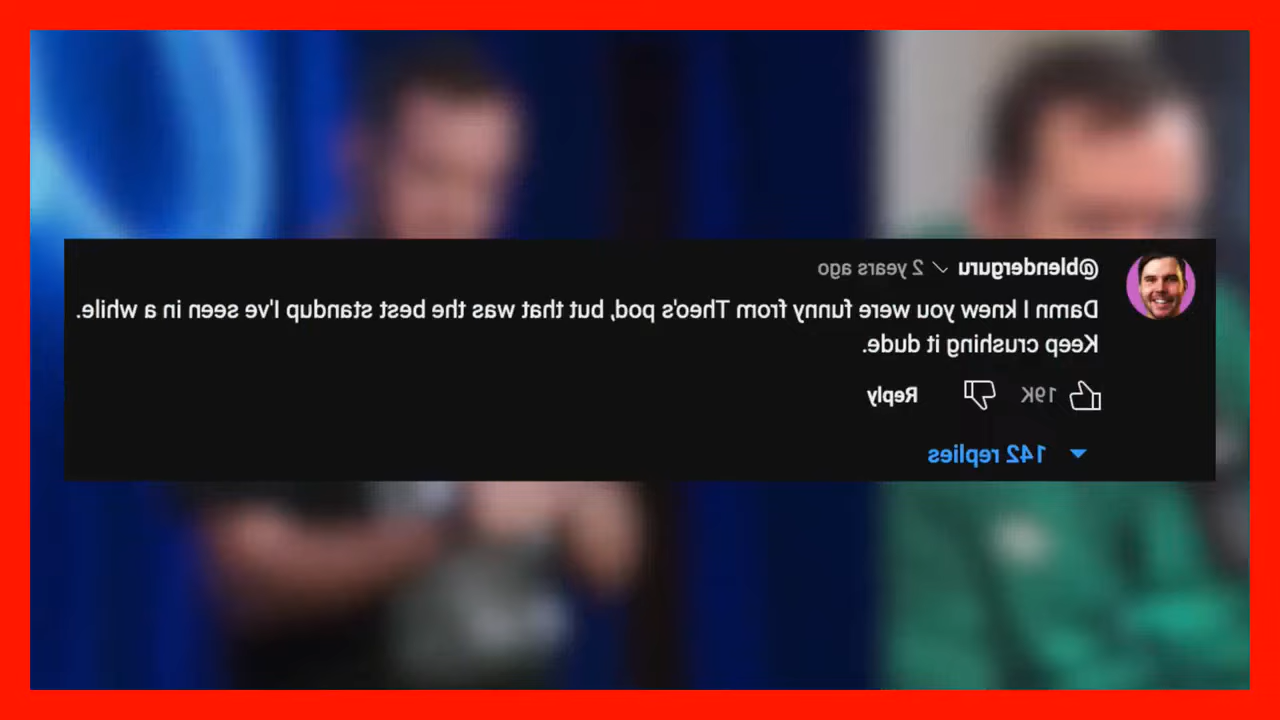 @blenderguru 2 years ago
Damn I knew you were funny from Theo's pod, but that was the best standup I've seen in a while.
Keep crushing it dude.
19K Reply
142 replies